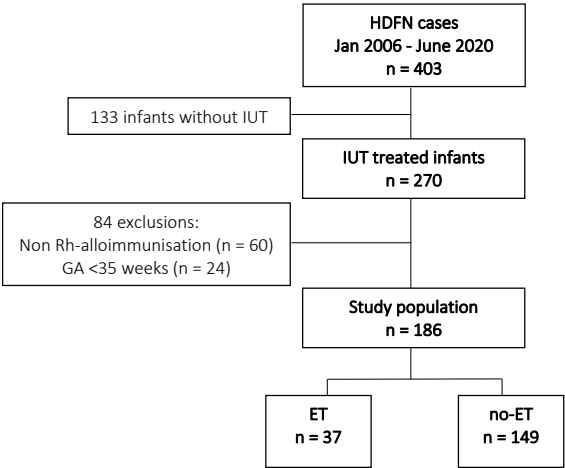 HDFN cases
Jan 2006 - June 2020
n = 403
133 infants without IUT
IUT treated infants
n = 270
84 exclusions:
Non Rh-alloimmunisation (n = 60)
GA <35 weeks (n = 24)
Study population
n = 186
ET
n = 37
no-ET
n = 149